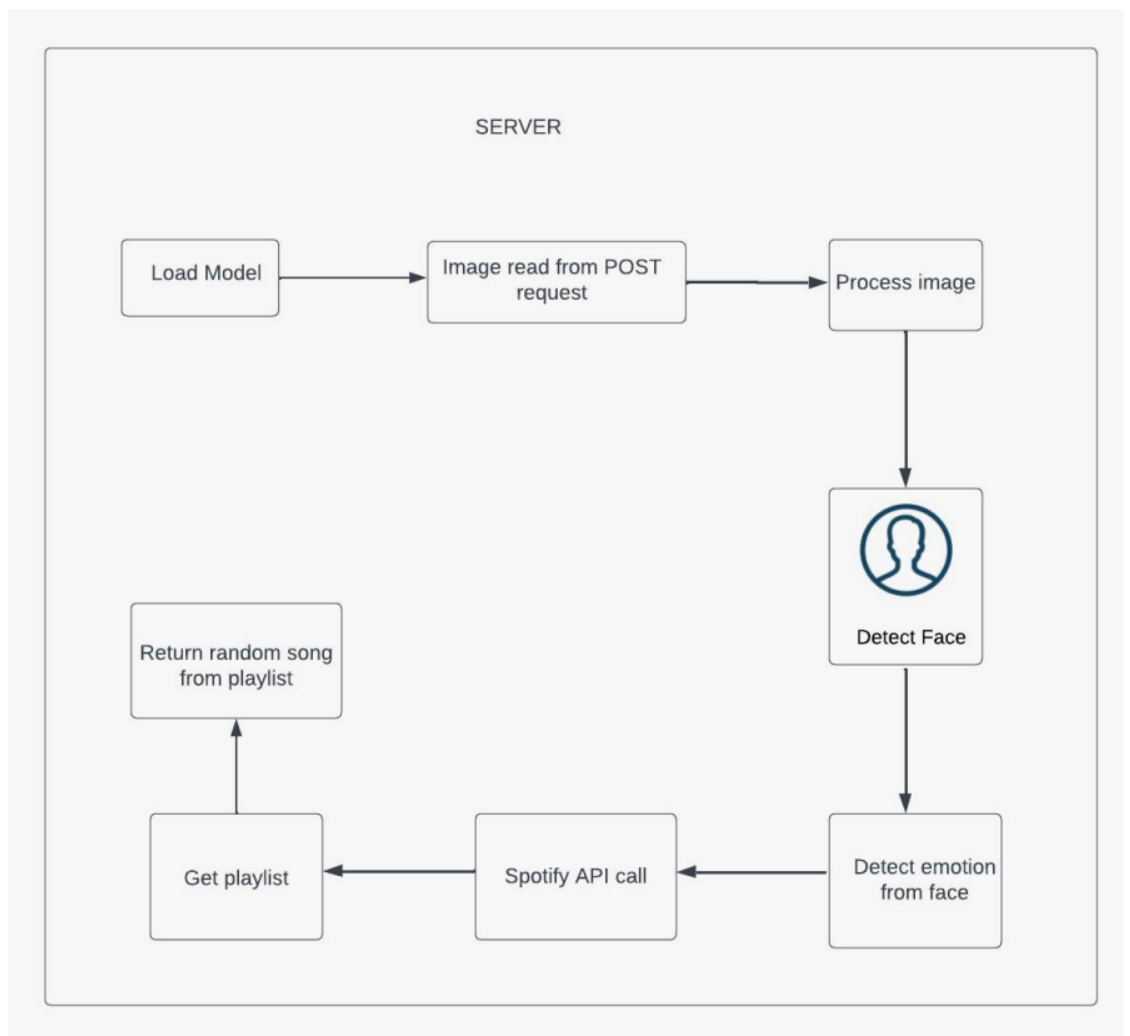 SERVER
Load Model
Image read from POST
request
Process image
Detect Face
Detect emotion
from face
Spotify API call
Get playlist
Return random song
from playlist